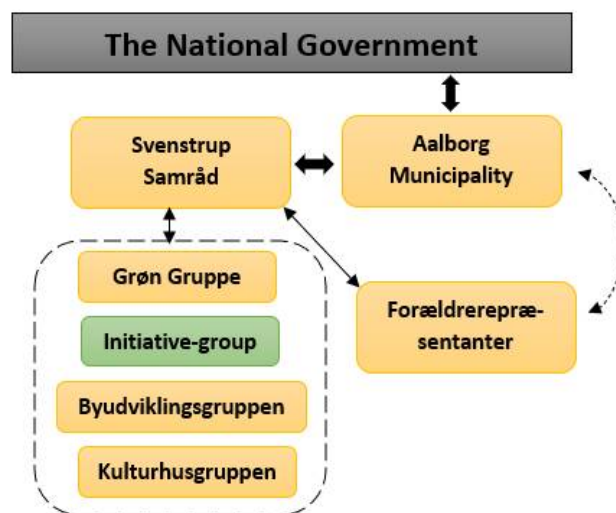 The National Government
Svenstrup
Samråd
Aalborg
Municipality
Grøn Gruppe
Initiative-group
Byudviklingsgruppen
Kulturhusgruppen
Forældrerepræ-
sentanter